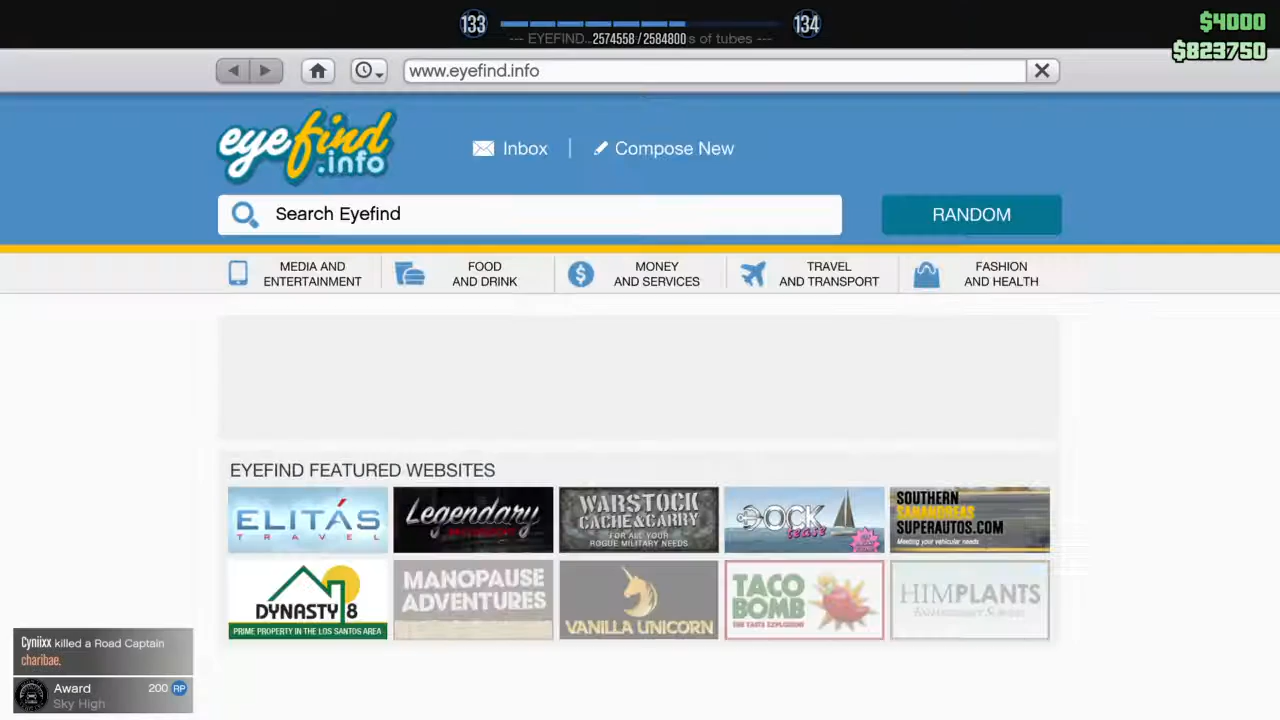 133
134
--- EYEFIND.
2574558 / 2584800
s of tubes ---
$4000
$823750
www.eyefind.info
eyefind
.info
Inbox
Compose New
Search Eyefind
RANDOM
MEDIA AND
ENTERTAINMENT
FOOD
AND DRINK
MONEY
AND SERVICES
TRAVEL
AND TRANSPORT
FASHION
AND HEALTH
EYEFIND FEATURED WEBSITES
ELITÁS
TRAVEL
Legendary
WARSTOCK
CACHE&CARRY
FOR ALL YOUR
ROGUE MILITARY NEEDS
DOCK
tease
SOUTHERN
SANANDREAS
SUPERAUTOS.COM
Meeting your vehicular needs
DYNASTY 8
PRIME PROPERTY IN THE LOS SANTOS AREA
MANOPAUSE
ADVENTURES
VANILLA UNICORN
TACO
BOMB
THE TASTE EXPLOSION!
HIMPLANTS
Cyniixx killed a Road Captain
charibae.
Award
200 RP
Sky High